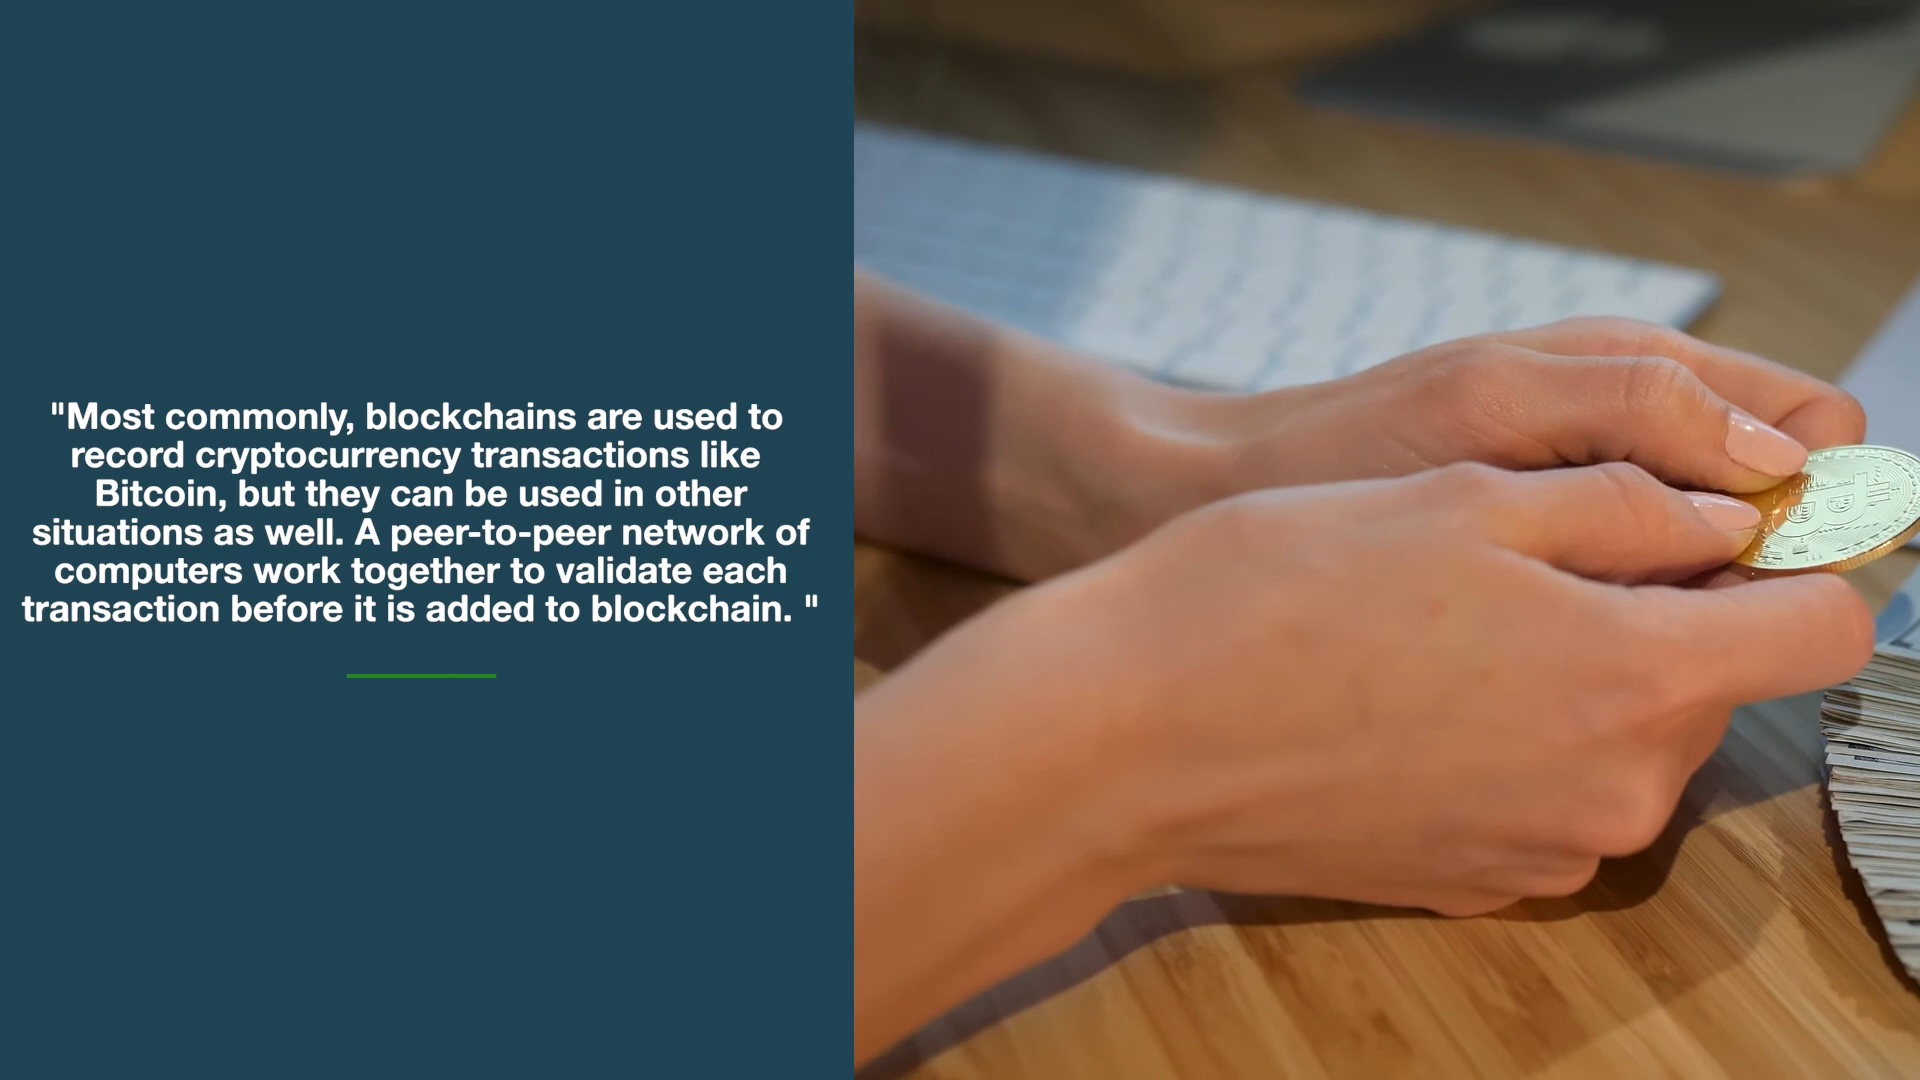 "Most commonly, blockchains are used to
record cryptocurrency transactions like
Bitcoin, but they can be used in other
situations as well. A peer-to-peer network of
computers work together to validate each
transaction before it is added to blockchain. "